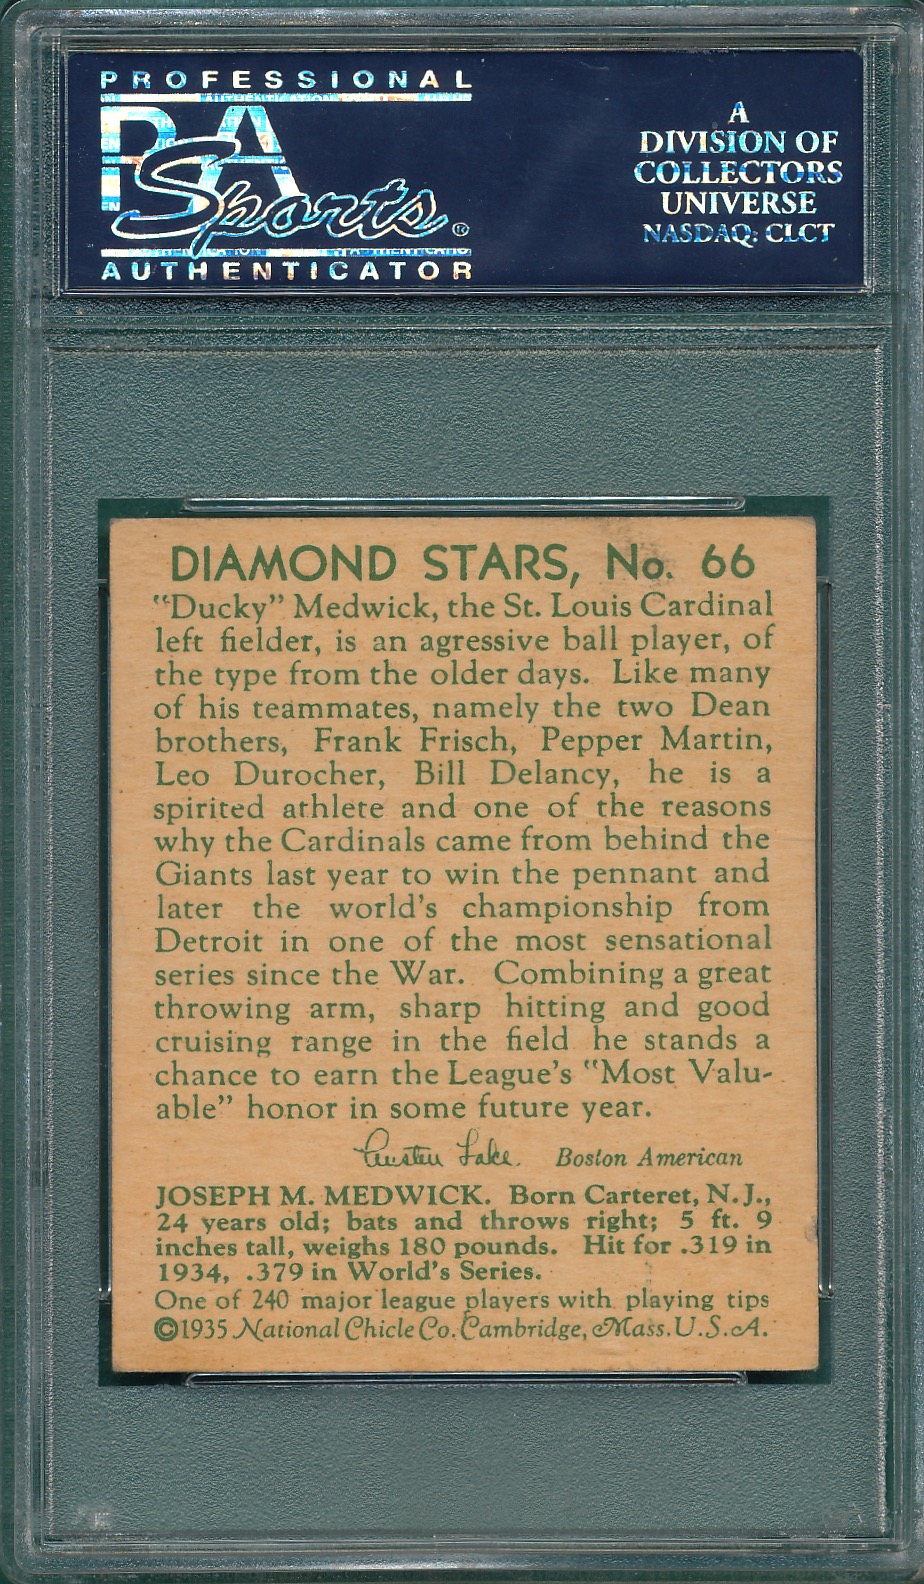 PROFESSIONAL
PSA
Sports®
AUTHENTICATOR
A
DIVISION OF
COLLECTORS
UNIVERSE
NASDAQ: CLCT
DIAMOND STARS, No. 66
"Ducky" Medwick, the St. Louis Cardinal
left fielder, is an agressive ball player, of
the type from the older days. Like many
of his teammates, namely the two Dean
brothers, Frank Frisch, Pepper Martin,
Leo Durocher, Bill Delancy, he is a
spirited athlete and one of the reasons
why the Cardinals came from behind the
Giants last year to win the pennant and
later the world's championship from
Detroit in one of the most sensational
series since the War. Combining a great
throwing arm, sharp hitting and good
cruising range in the field he stands a
chance to earn the League's "Most Valu-
able" honor in some future year.
Austen Lake. Boston American
JOSEPH M. MEDWICK. Born Carteret, N.J.,
24 years old; bats and throws right; 5 ft. 9
inches tall, weighs 180 pounds. Hit for .319 in
1934, .379 in World's Series.
One of 240 major league players with playing tips
©1935 National Chicle Co. Cambridge, Mass. U.S.A.